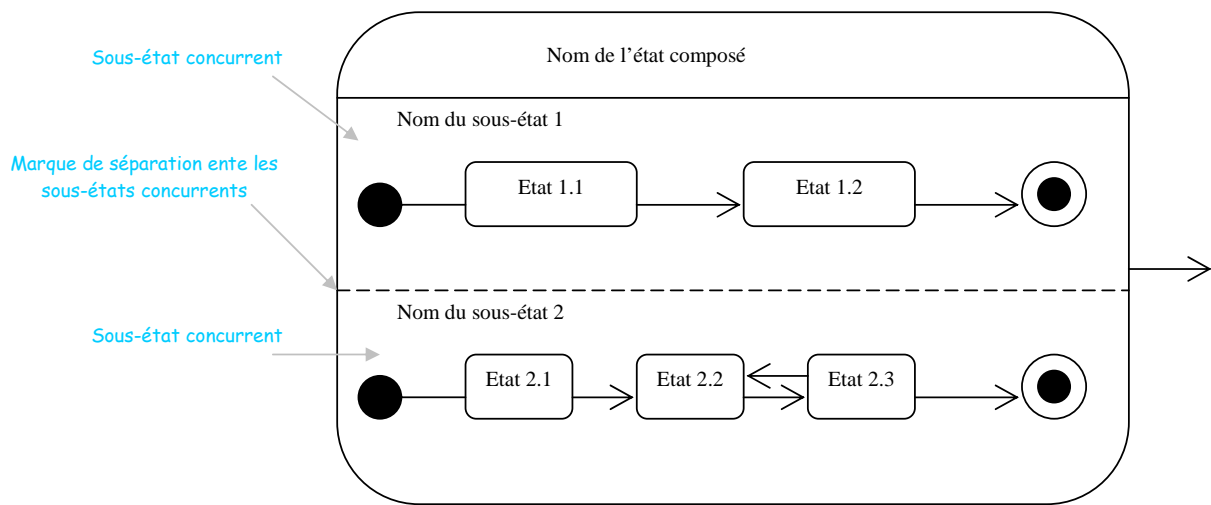 Nom de l’état composé
Sous-état concurrent
Nom du sous-état 1
Marque de séparation ente les
sous-états concurrents
Etat 1.1
Etat 1.2
Nom du sous-état 2
Sous-état concurrent
Etat 2.1
Etat 2.2
Etat 2.3